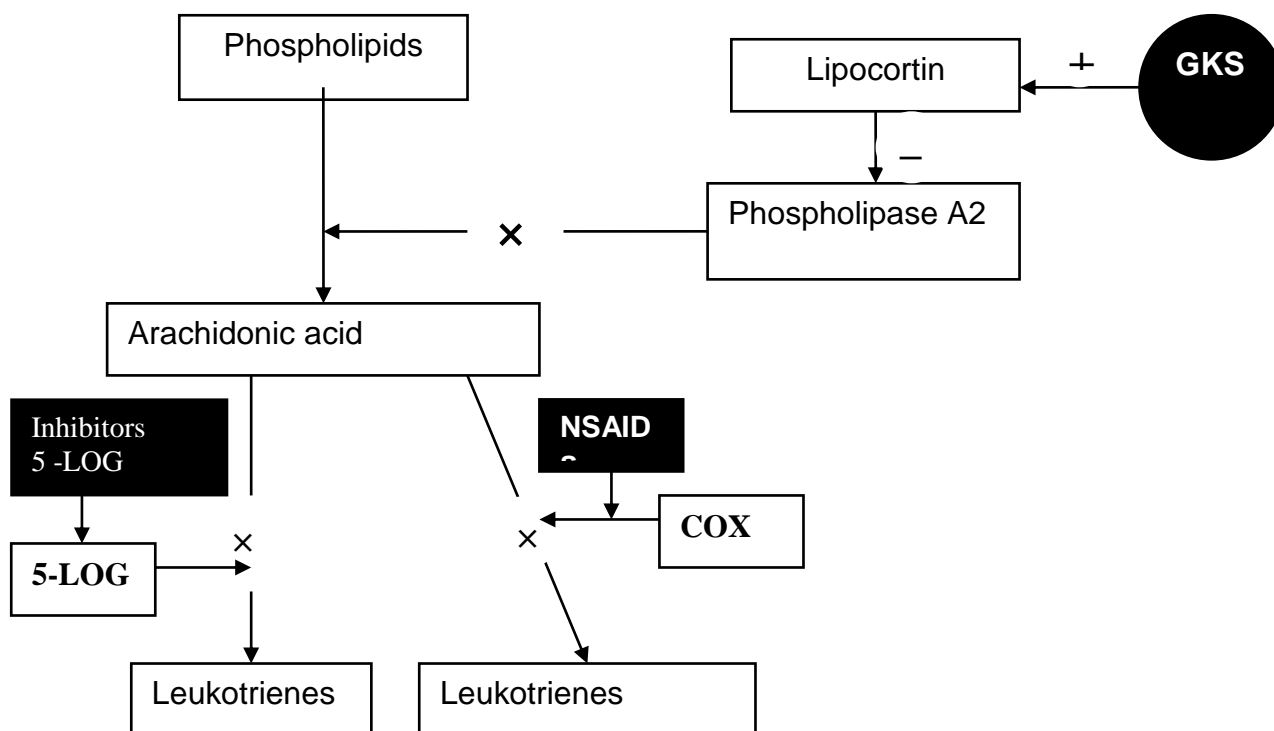 Phospholipids
Lipocortin
+
GKS
–
Phospholipase A2
×
Arachidonic acid
Inhibitors
5 -LOG
NSAID
COX
×
×
5-LOG
Leukotrienes
Leukotrienes